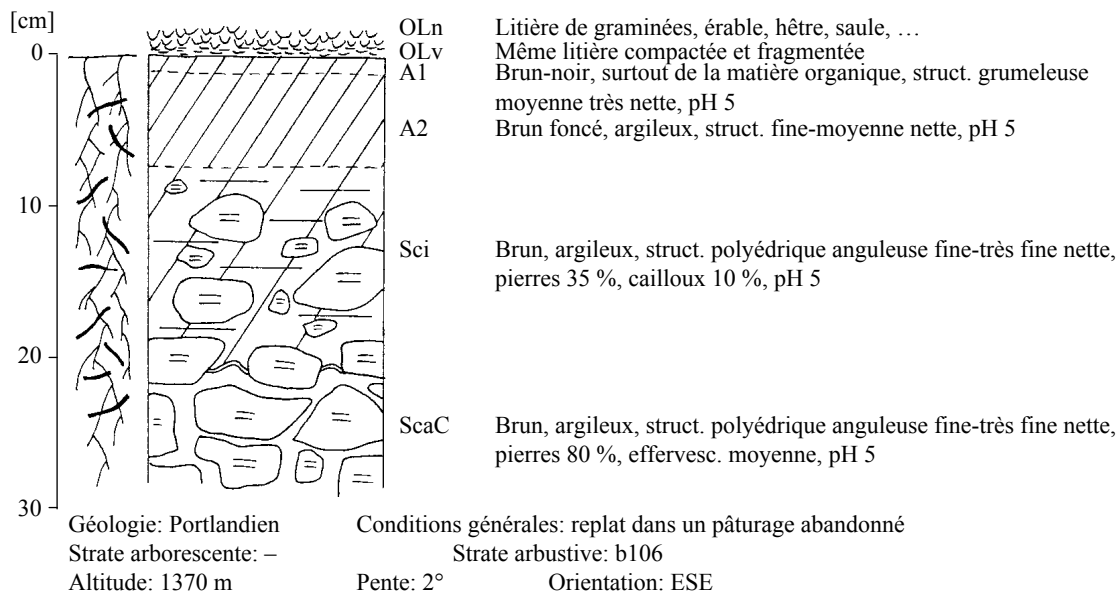 [cm]
OLn Litière de graminées, érable, hêtre, saule, …
0 OLv Même litière compactée et fragmentée
A1 Brun-noir, surtout de la matière organique, struct. grumeleuse
moyenne très nette, pH 5
A2 Brun foncé, argileux, struct. fine-moyenne nette, pH 5
10
Sci Brun, argileux, struct. polyédrique anguleuse fine-très fine nette,
pierres 35 %, cailloux 10 %, pH 5
20
ScaC Brun, argileux, struct. polyédrique anguleuse fine-très fine nette,
pierres 80 %, effervesc. moyenne, pH 5
30
Géologie: Portlandien Conditions générales: replat dans un pâturage abandonné
Strate arborescente: – Strate arbustive: b106
Altitude: 1370 m Pente: 2° Orientation: ESE